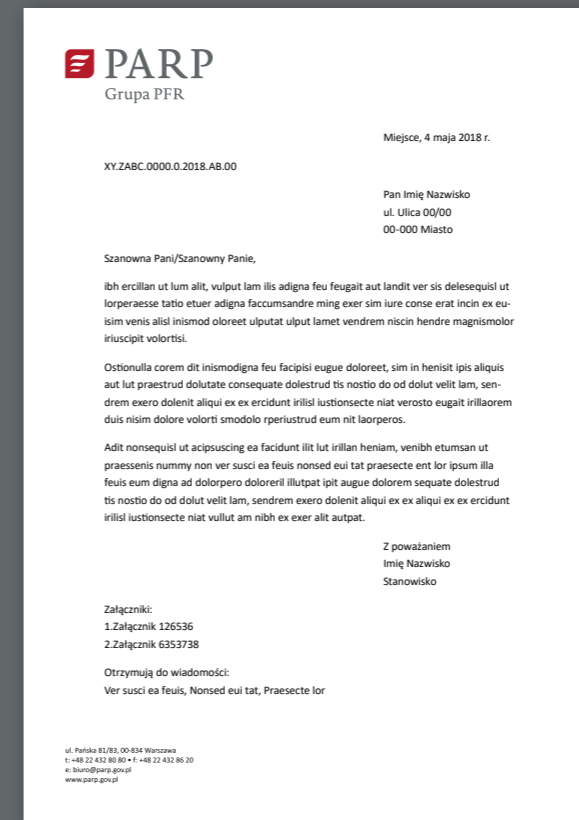 PARP
Grupa PFR
Miejsce, 4 maja 2018 r.
XY.ZABC.0000.0.2018.AB.00
Pan Imię Nazwisko
ul. Ulica 00/00
00-000 Miasto
Szanowna Pani/Szanowny Panie,
ibh ercillan ut lum alit, vulput lam ilis adigna feu feugait aut landit ver sis delesequisl ut
lorperaesse tatio etuer adigna faccumsandre ming exer sim iure conse erat incin ex eu-
isim venis alisl inismod oloreet ulputat ulput lamet vendrem niscin hendre magnismolor
iriuscipit volortisi.
Ostionulla corem dit inismodigna feu facipisi eugue doloreet, sim in henisit ipis aliquis
aut lut praestrud dolutate consequate dolestrud tis nostio do od dolut velit lam, sen-
drem exero dolenit aliqui ex ex ercidunt irilisl iustionsecte niat verosto eugait irillaorem
duis nisim dolore volorti smodolo rperiustrud eum nit laorperos.
Adit nonsequisl ut acipsuscing ea facidunt ilit lut irillan heniam, venibh etumsan ut
praessenis nummy non ver susci ea feuis nonsed eui tat praesecte ent lor ipsum illa
feuis eum digna ad dolorpero doloreril illutpat ipit augue dolorem sequate dolestrud
tis nostio do od dolut velit lam, sendrem exero dolenit aliqui ex ex aliqui ex ex ercidunt
irilisl iustionsecte niat vullut am nibh ex exer alit autpat.
Z poważaniem
Imię Nazwisko
Stanowisko
Załączniki:
1.Załącznik 126536
2.Załącznik 6353738
Otrzymują do wiadomości:
Ver susci ea feuis, Nonsed eui tat, Praesecte lor
ul. Pańska 81/83, 00-834 Warszawa
t: +48 22 432 80 80 • f: +48 22 432 86 20
e: biuro@parp.gov.pl
www.parp.gov.pl